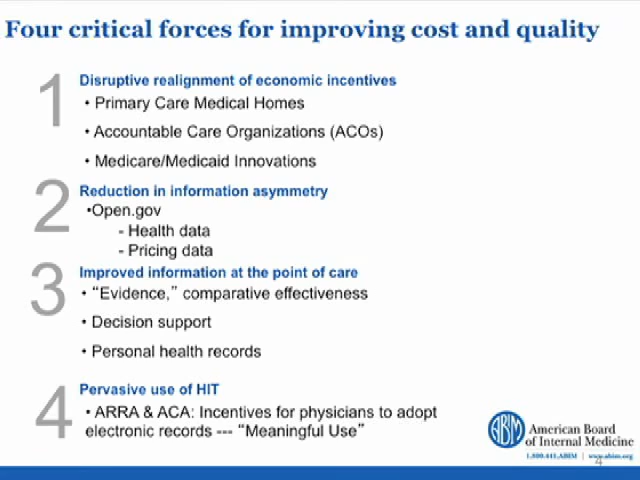 Four critical forces for improving cost and quality
1
Disruptive realignment of economic incentives
• Primary Care Medical Homes
• Accountable Care Organizations (ACOs)
• Medicare/Medicaid Innovations
2
Reduction in information asymmetry
•Open.gov
- Health data
- Pricing data
3
Improved information at the point of care
• “Evidence,” comparative effectiveness
• Decision support
• Personal health records
4
Pervasive use of HIT
• ARRA & ACA: Incentives for physicians to adopt
electronic records --- “Meaningful Use”
ABIM
American Board
of Internal Medicine
1.800.441.ABIM | www.abim.org
4